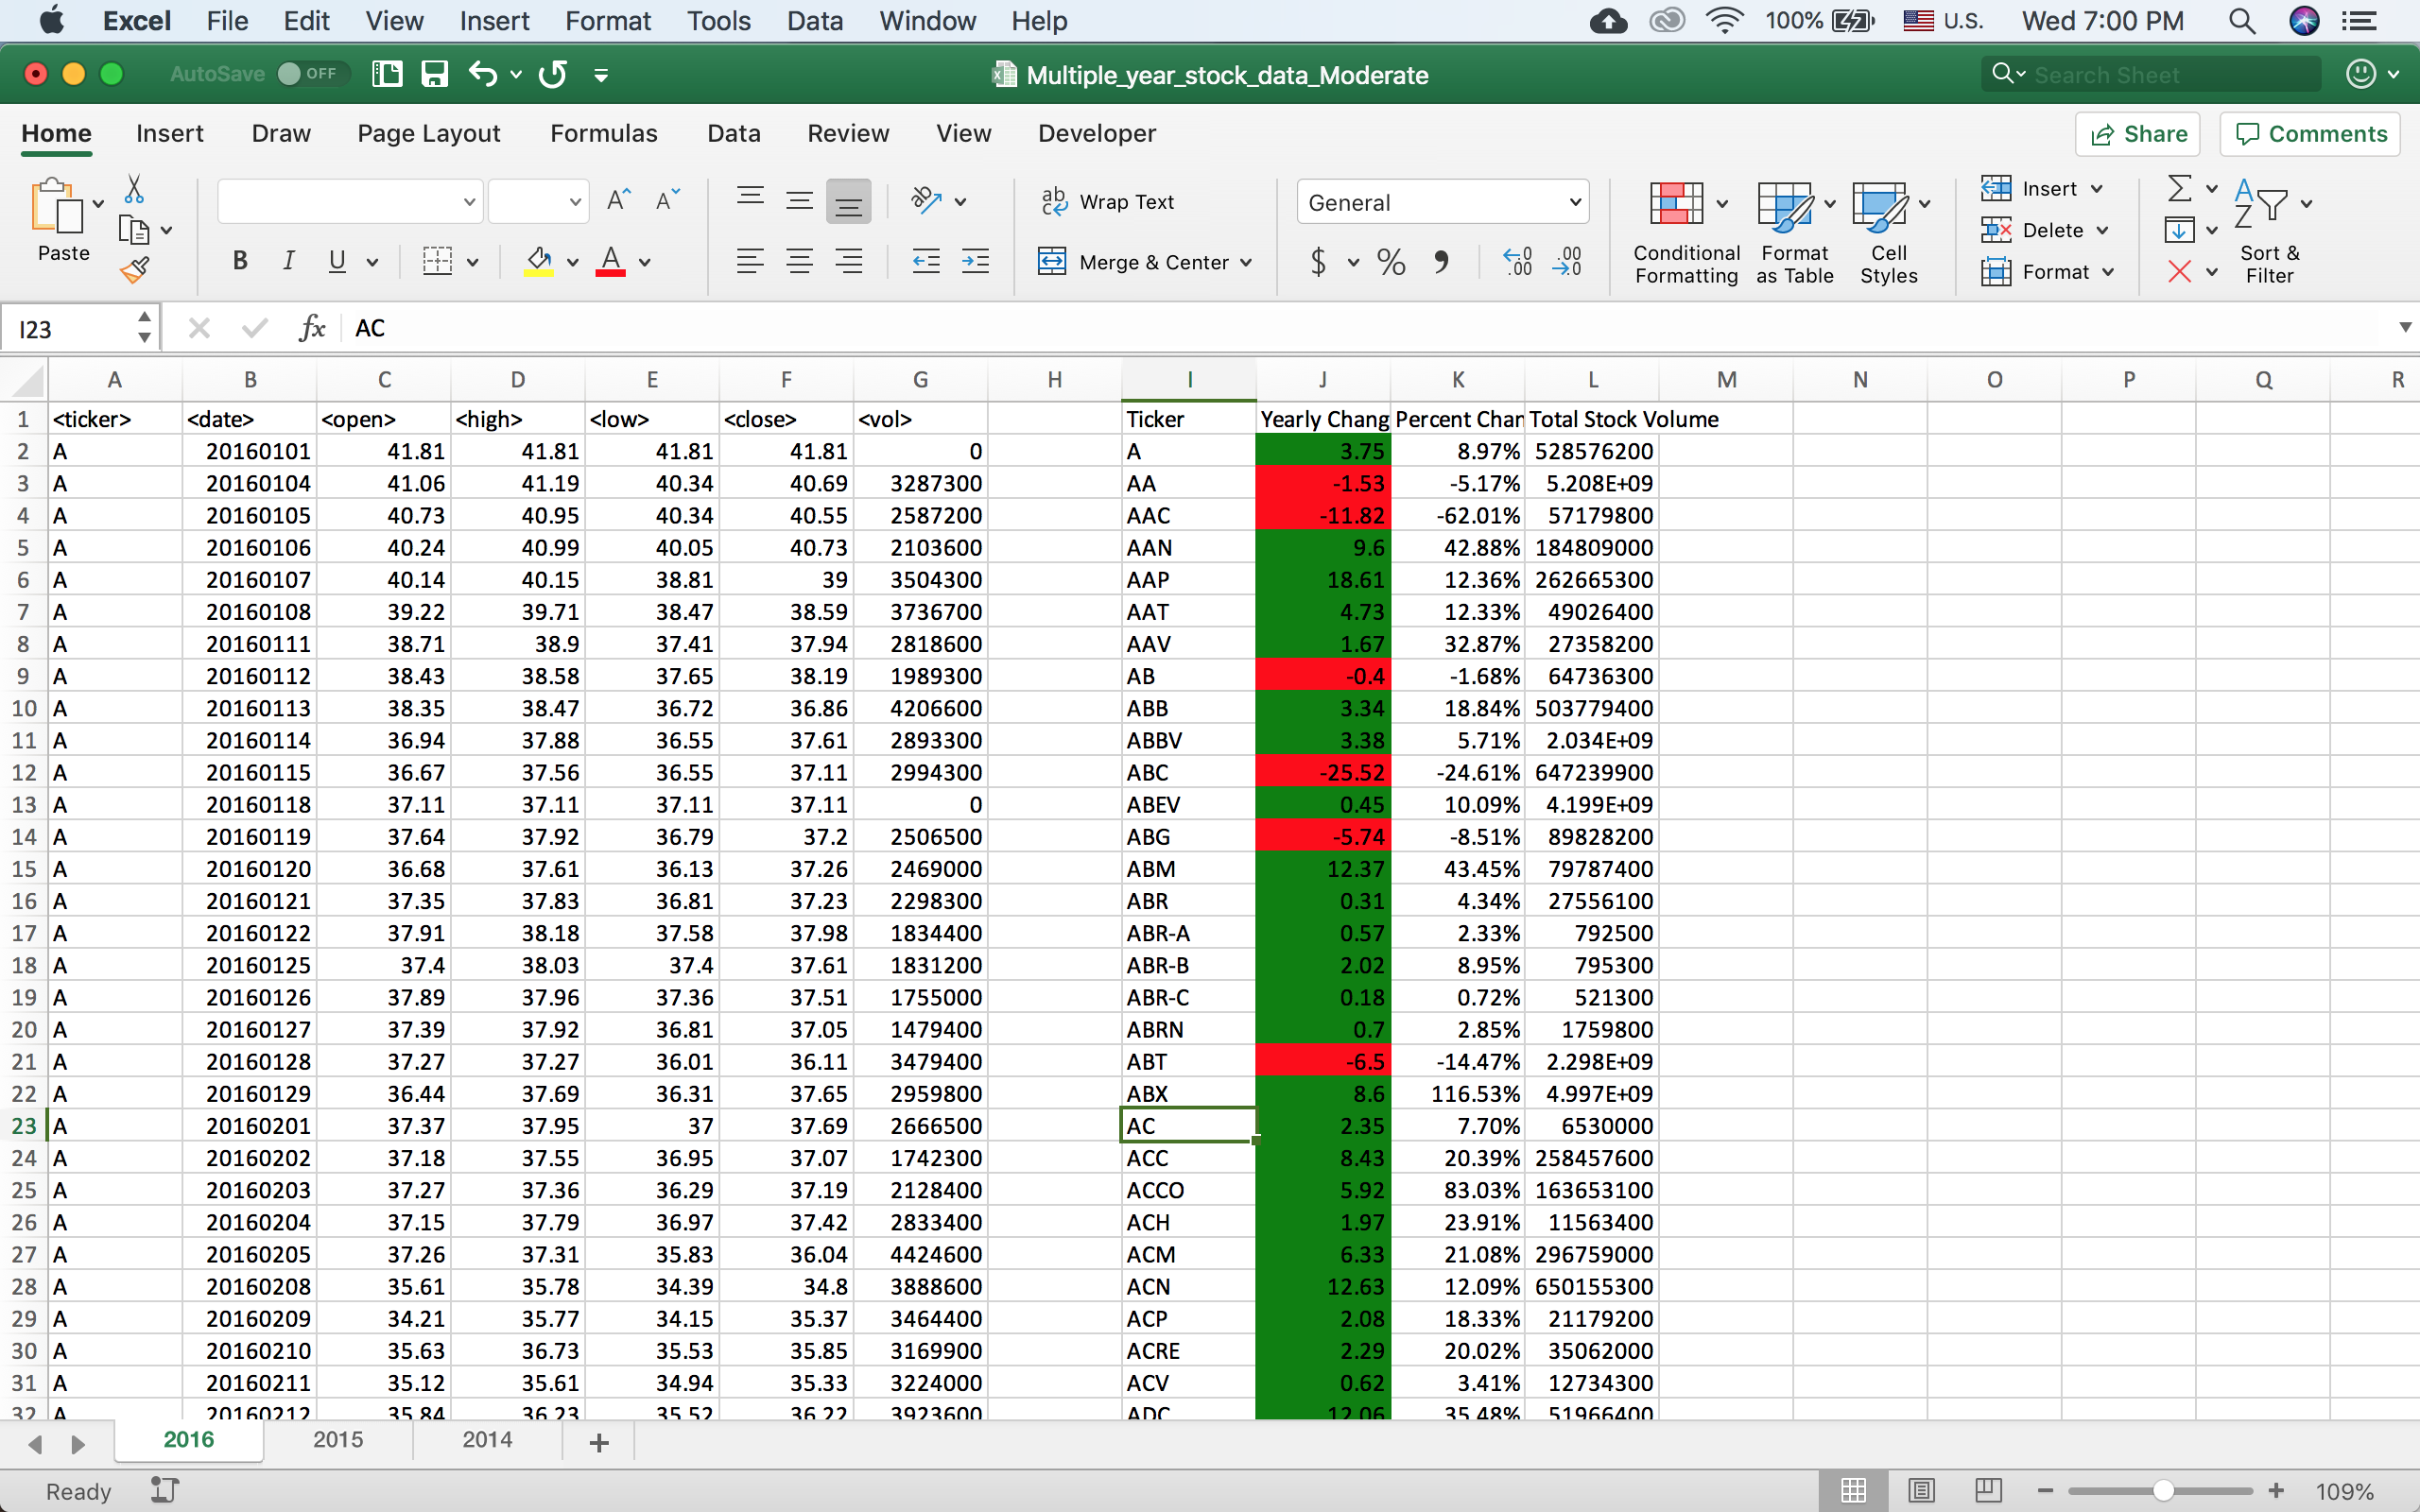 Excel File Edit View Insert Format Tools Data Window Help 100% U.S. Wed 7:00 PM
AutoSave OFF Multiple_year_stock_data_Moderate Search Sheet
Home Insert Draw Page Layout Formulas Data Review View Developer Share Comments
Paste B I U A A A ab c Wrap Text Merge & Center General $ % , .00 .0 Conditional Formatting Format as Table Cell Styles Insert Delete Format Sort & Filter
I23 fx AC
A B C D E F G H I J K L M N O P Q R
1 <ticker> <date> <open> <high> <low> <close> <vol> Ticker Yearly Chang Percent Chan Total Stock Volume
2 A 20160101 41.81 41.81 41.81 41.81 0 A 3.75 8.97% 528576200
3 A 20160104 41.06 41.19 40.34 40.69 3287300 AA -1.53 -5.17% 5.208E+09
4 A 20160105 40.73 40.95 40.34 40.55 2587200 AAC -11.82 -62.01% 57179800
5 A 20160106 40.24 40.99 40.05 40.73 2103600 AAN 9.6 42.88% 184809000
6 A 20160107 40.14 40.15 38.81 39 3504300 AAP 18.61 12.36% 262665300
7 A 20160108 39.22 39.71 38.47 38.59 3736700 AAT 4.73 12.33% 49026400
8 A 20160111 38.71 38.9 37.41 37.94 2818600 AAV 1.67 32.87% 27358200
9 A 20160112 38.43 38.58 37.65 38.19 1989300 AB -0.4 -1.68% 64736300
10 A 20160113 38.35 38.47 36.72 36.86 4206600 ABB 3.34 18.84% 503779400
11 A 20160114 36.94 37.88 36.55 37.61 2893300 ABBV 3.38 5.71% 2.034E+09
12 A 20160115 36.67 37.56 36.55 37.11 2994300 ABC -25.52 -24.61% 647239900
13 A 20160118 37.11 37.11 37.11 37.11 0 ABEV 0.45 10.09% 4.199E+09
14 A 20160119 37.64 37.92 36.79 37.2 2506500 ABG -5.74 -8.51% 89828200
15 A 20160120 36.68 37.61 36.13 37.26 2469000 ABM 12.37 43.45% 79787400
16 A 20160121 37.35 37.83 36.81 37.23 2298300 ABR 0.31 4.34% 27556100
17 A 20160122 37.91 38.18 37.58 37.98 1834400 ABR-A 0.57 2.33% 792500
18 A 20160125 37.4 38.03 37.4 37.61 1831200 ABR-B 2.02 8.95% 795300
19 A 20160126 37.89 37.96 37.36 37.51 1755000 ABR-C 0.18 0.72% 521300
20 A 20160127 37.39 37.92 36.81 37.05 1479400 ABRN 0.7 2.85% 1759800
21 A 20160128 37.27 37.27 36.01 36.11 3479400 ABT -6.5 -14.47% 2.298E+09
22 A 20160129 36.44 37.69 36.31 37.65 2959800 ABX 8.6 116.53% 4.997E+09
23 A 20160201 37.37 37.95 37 37.69 2666500 AC 2.35 7.70% 6530000
24 A 20160202 37.18 37.55 36.95 37.07 1742300 ACC 8.43 20.39% 258457600
25 A 20160203 37.27 37.36 36.29 37.19 2128400 ACCO 5.92 83.03% 163653100
26 A 20160204 37.15 37.79 36.97 37.42 2833400 ACH 1.97 23.91% 11563400
27 A 20160205 37.26 37.31 35.83 36.04 4424600 ACM 6.33 21.08% 296759000
28 A 20160208 35.61 35.78 34.39 34.8 3888600 ACN 12.63 12.09% 650155300
29 A 20160209 34.21 35.77 34.15 35.37 3464400 ACP 2.08 18.33% 21179200
30 A 20160210 35.63 36.73 35.53 35.85 3169900 ACRE 2.29 20.02% 35062000
31 A 20160211 35.12 35.61 34.94 35.33 3224000 ACV 0.62 3.41% 12734300
32 A 20160212 35.84 36.23 35.52 36.22 3923600 ADC 12.06 35.48% 51966400
2016 2015 2014 +
Ready 109%